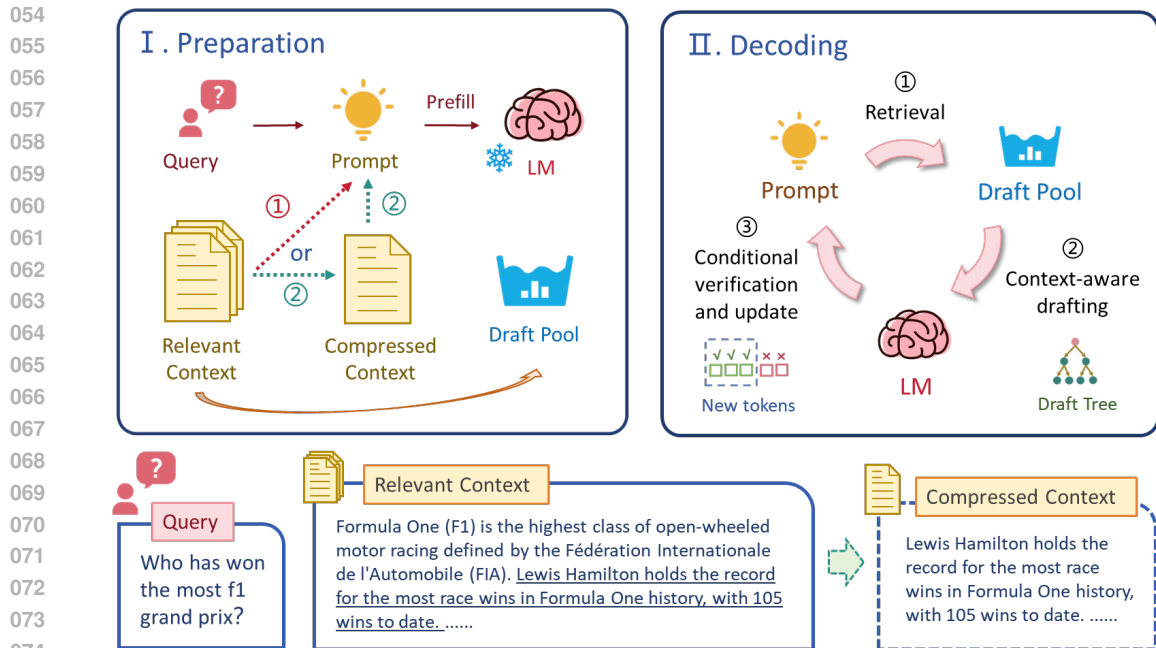 054
055
056
057
058
059
060
061
062
063
064
065
066
067
068
069
070
071
072
073
Ⅰ. Preparation
?
Query
Prompt
Prefill
LM
①
②
or
②
Relevant
Context
Compressed
Context
Draft Pool
Ⅱ. Decoding
①
Retrieval
Prompt
Draft Pool
③
Conditional
verification
and update
②
Context-aware
drafting
√ √ √ × ×
New tokens
LM
Draft Tree
?
Query
Who has won
the most f1
grand prix?
Relevant Context
Formula One (F1) is the highest class of open-wheeled
motor racing defined by the Fédération Internationale
de l'Automobile (FIA). Lewis Hamilton holds the record
for the most race wins in Formula One history, with 105
wins to date. ......
Compressed Context
Lewis Hamilton holds the
record for the most race
wins in Formula One history,
with 105 wins to date. ......